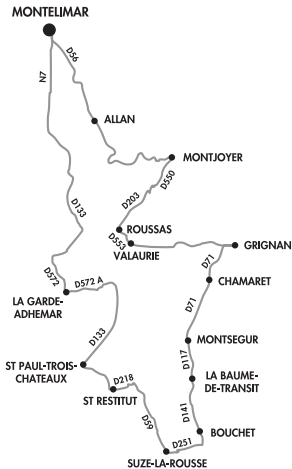 MONTELIMAR
D56
N7
ALLAN
MONTJOYER
D550
D203
D133
ROUSSAS
D553
VALAURIE
GRIGNAN
D71
D572
D572 A
CHAMARET
LA GARDE-
ADHEMAR
D71
D133
MONTSEGUR
D117
ST PAUL-TROIS-
CHATEAUX
LA BAUME-
DE-TRANSIT
D218
ST RESTITUT
D141
D59
BOUCHET
D251
SUZE-LA-ROUSSE